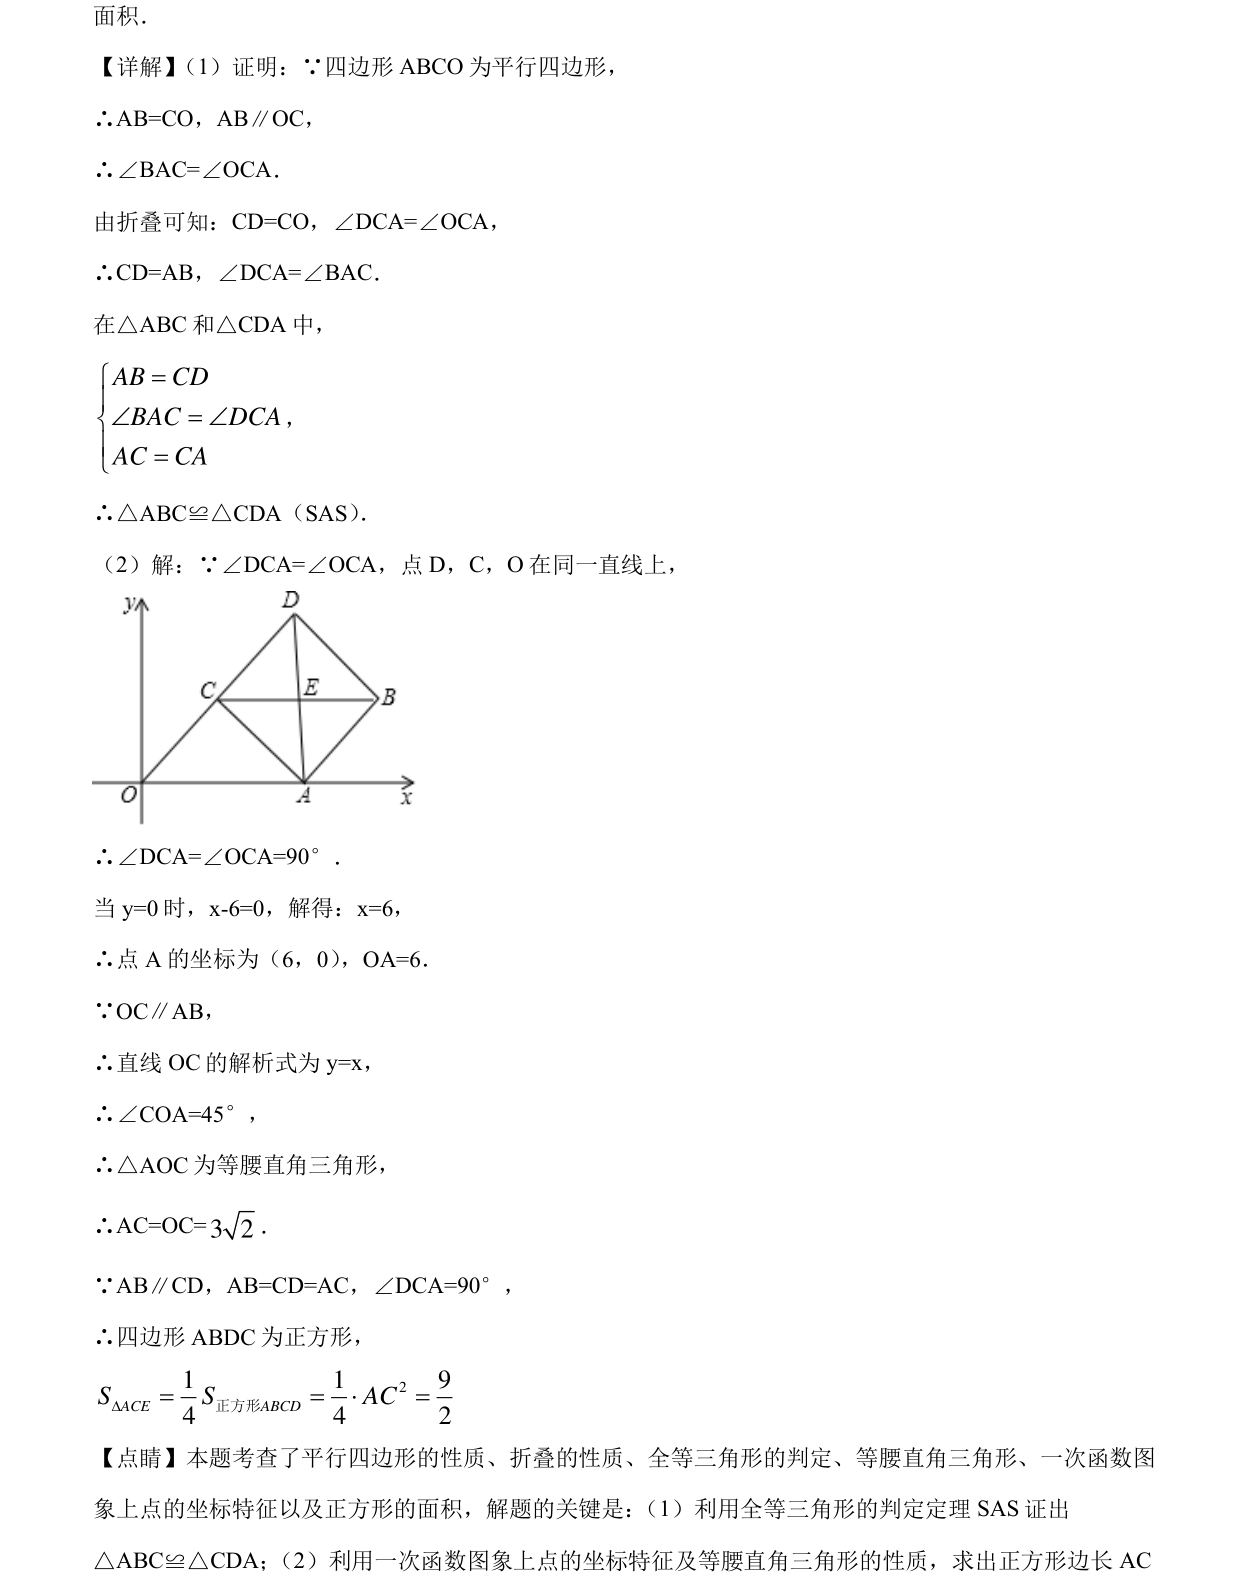 面积．
【详解】（1）证明：∵四边形 ABCO 为平行四边形，
∴AB=CO，AB∥OC，
∴∠BAC=∠OCA．
由折叠可知：CD=CO，∠DCA=∠OCA，
∴CD=AB，∠DCA=∠BAC．
在△ABC 和△CDA 中，
AB = CD
∠BAC = ∠DCA，
AC = CA
∴△ABC≌△CDA（SAS）．
（2）解：∵∠DCA=∠OCA，点 D，C，O 在同一直线上，
y D
C E B
O A x
∴∠DCA=∠OCA=90°．
当 y=0 时，x-6=0，解得：x=6，
∴点 A 的坐标为（6，0），OA=6．
∵OC∥AB，
∴直线 OC 的解析式为 y=x，
∴∠COA=45°，
∴△AOC 为等腰直角三角形，
∴AC=OC=3√2．
∵AB∥CD，AB=CD=AC，∠DCA=90°，
∴四边形 ABDC 为正方形，
S△ACE = 1/4 S正方形ABCD = 1/4 · AC² = 9/2
【点睛】本题考查了平行四边形的性质、折叠的性质、全等三角形的判定、等腰直角三角形、一次函数图
象上点的坐标特征以及正方形的面积，解题的关键是：（1）利用全等三角形的判定定理 SAS 证出
△ABC≌△CDA;（2）利用一次函数图象上点的坐标特征及等腰直角三角形的性质，求出正方形边长 AC